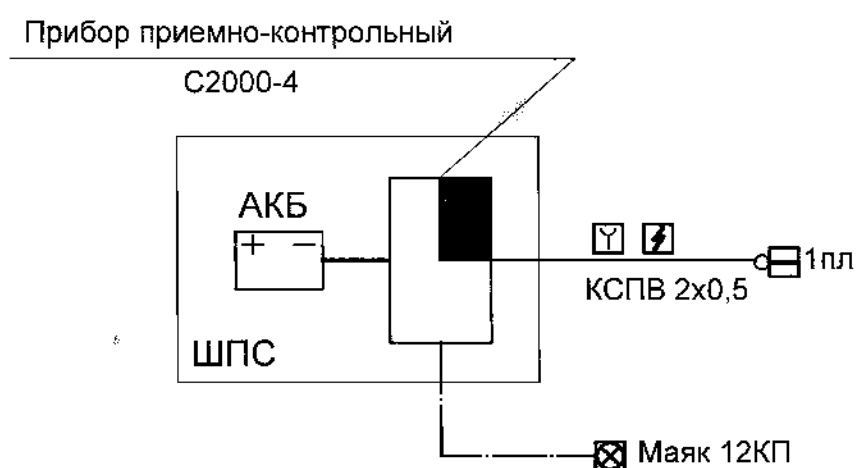 Прибор приемно-контрольный
С2000-4
АКБ
+ −
КСПВ 2х0,5
1пл
ШПС
Маяк 12КП